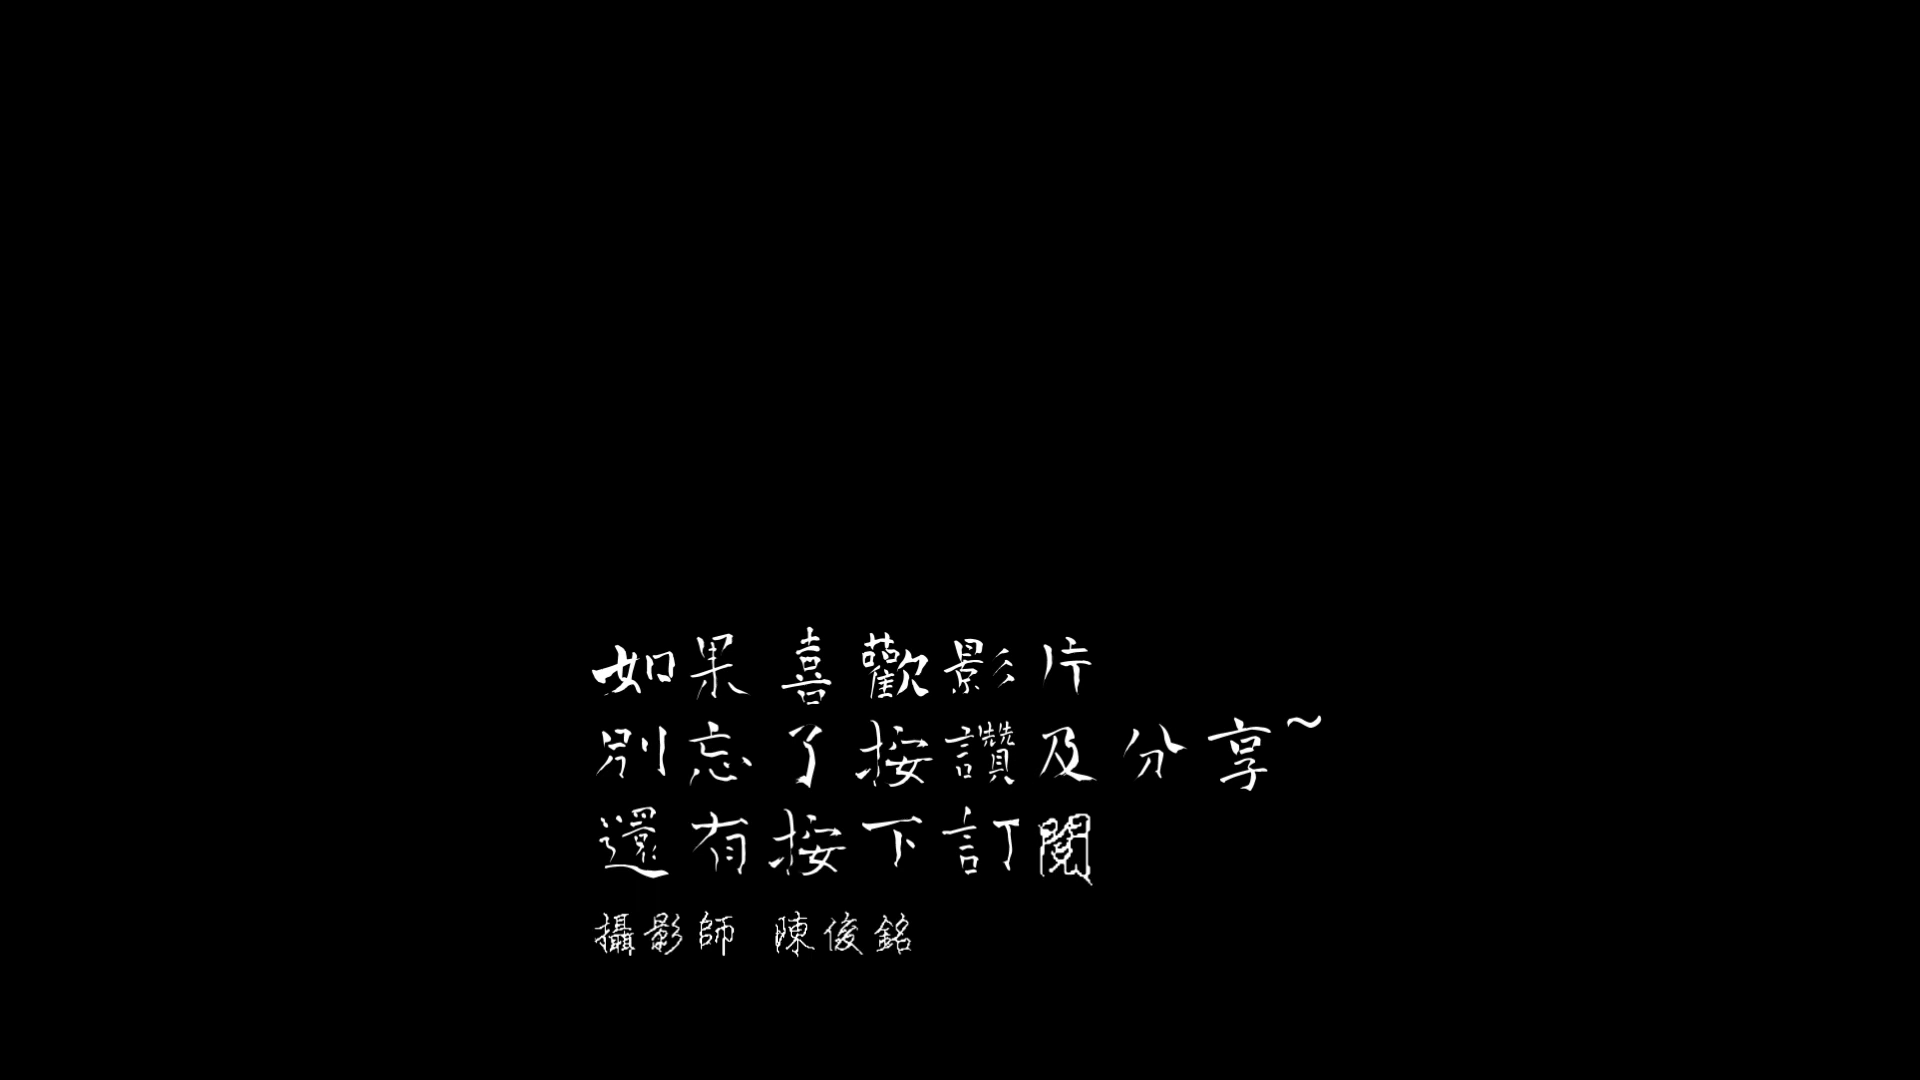 如果喜歡影片
別忘了按讚及分享~
還有按下訂閱
攝影師 陳俊銘